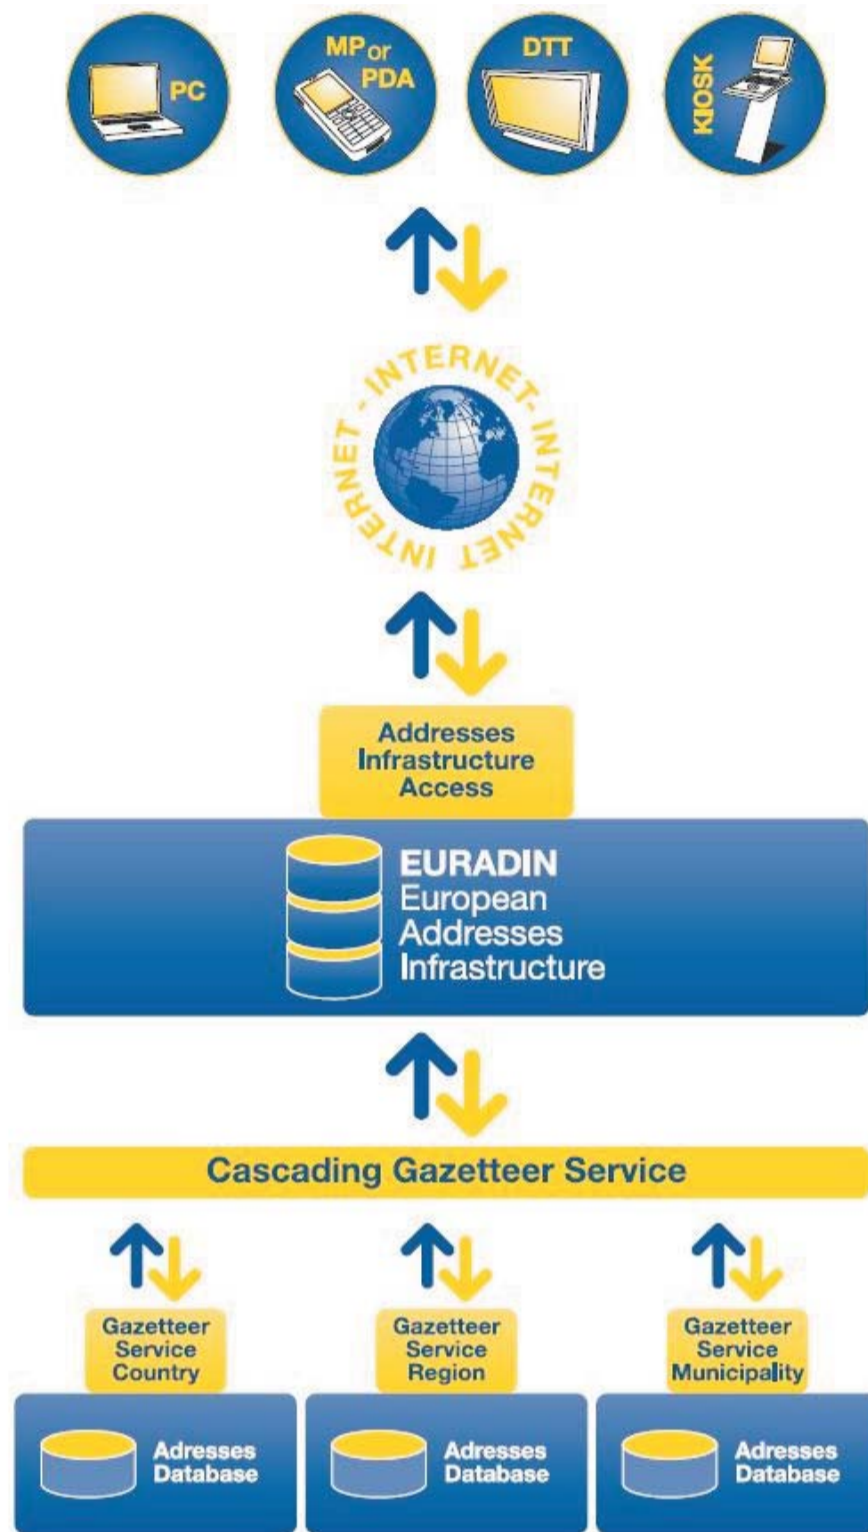 PC
MP or
PDA
DTT
KIOSK
INTERNET - INTERNET - INTERNET INTERNET
Addresses
Infrastructure
Access
EURADIN
European
Addresses
Infrastructure
Cascading Gazetteer Service
Gazetteer
Service
Country
Gazetteer
Service
Region
Gazetteer
Service
Municipality
Adresses
Database
Adresses
Database
Adresses
Database